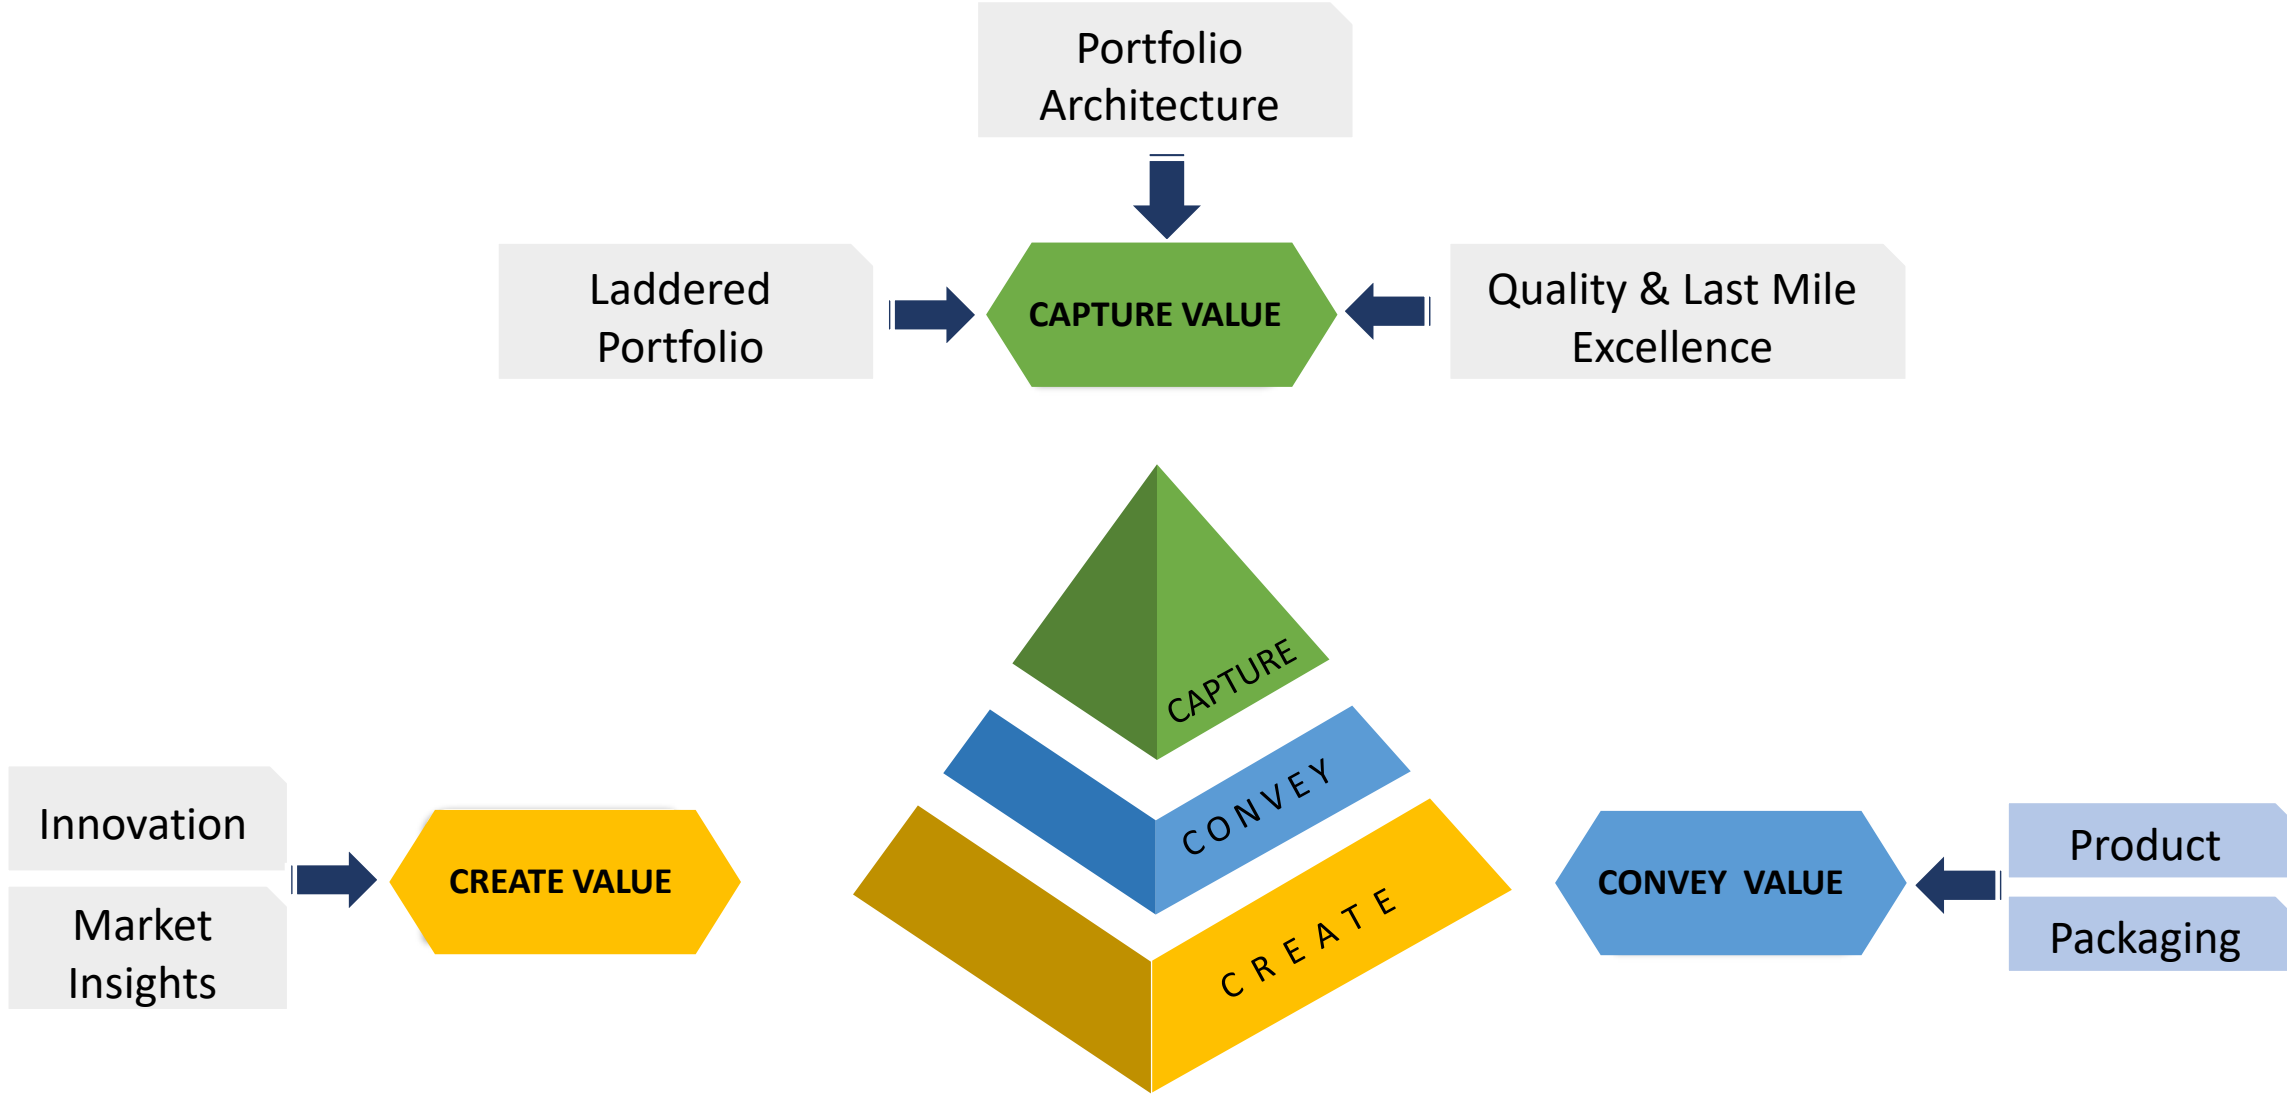 Portfolio
Architecture
Laddered
Portfolio
CAPTURE VALUE
Quality & Last Mile
Excellence
CAPTURE
CONVEY
CREATE
Innovation
Market
Insights
CREATE VALUE
CONVEY VALUE
Product
Packaging